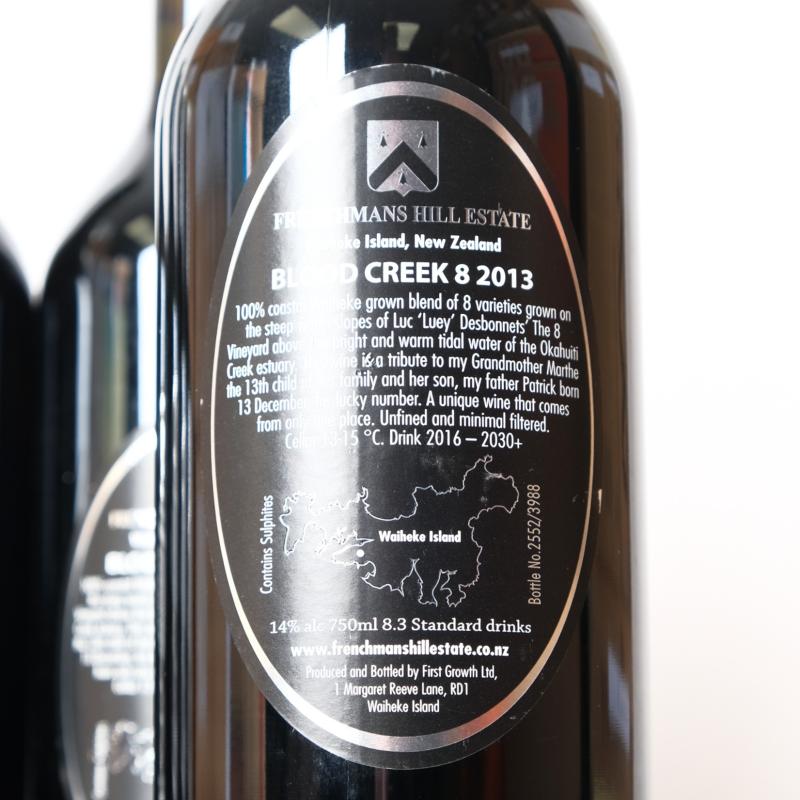 FRENCHMANS HILL ESTATE
Waiheke Island, New Zealand
BLOOD CREEK 8 2013
100% coastal Waiheke grown blend of 8 varieties grown on
the steep slopes of Luc 'Luey' Desbonnets' The 8
Vineyard above the bright and warm tidal water of the Okahuiti
Creek estuary. This wine is a tribute to my Grandmother Marthe
the 13th child of her family and her son, my father Patrick born
13 December, lucky number. A unique wine that comes
from only one place. Unfined and minimal filtered.
Cellar 13-15 °C. Drink 2016 – 2030+
Contains Sulphites
Waiheke Island
Bottle No.2552/3988
14% alc 750ml 8.3 Standard drinks
www.frenchmanshillestate.co.nz
Produced and Bottled by First Growth Ltd,
1 Margaret Reeve Lane, RD1
Waiheke Island